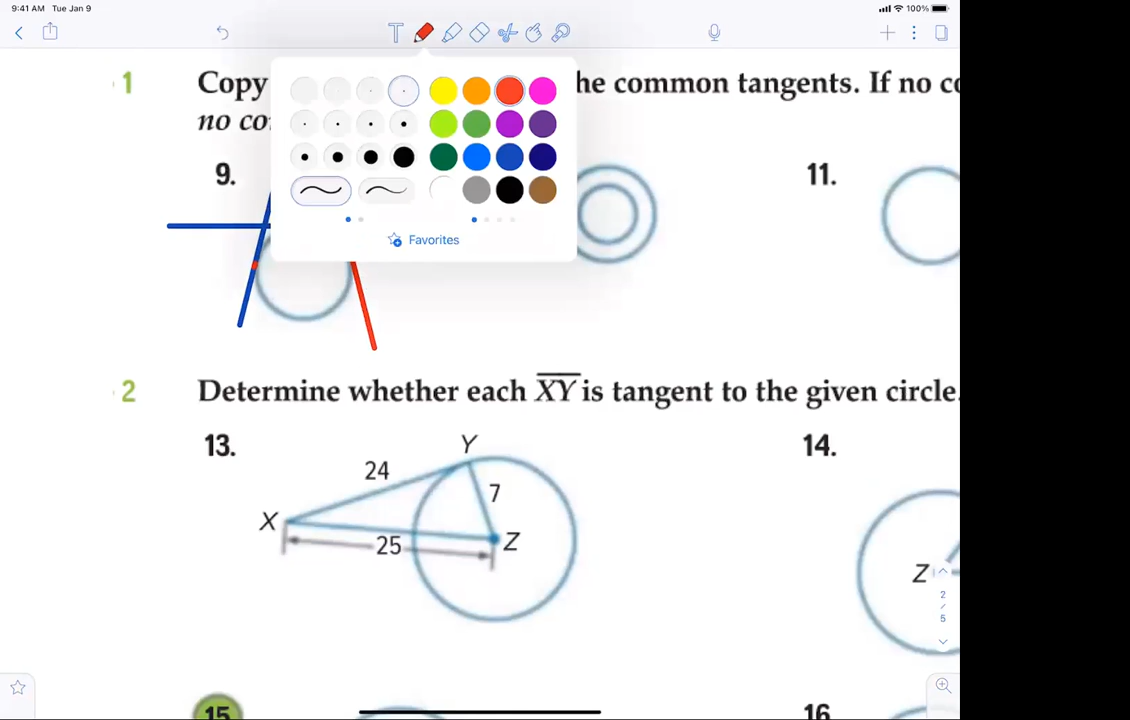 9:41 AM Tue Jan 9
100%
T
1 Copy he common tangents. If no co
no co
9.
11.
Favorites
2 Determine whether each XY is tangent to the given circle.
13.
Y
24
7
X
Z
25
14.
Z
2
/
5
15
16